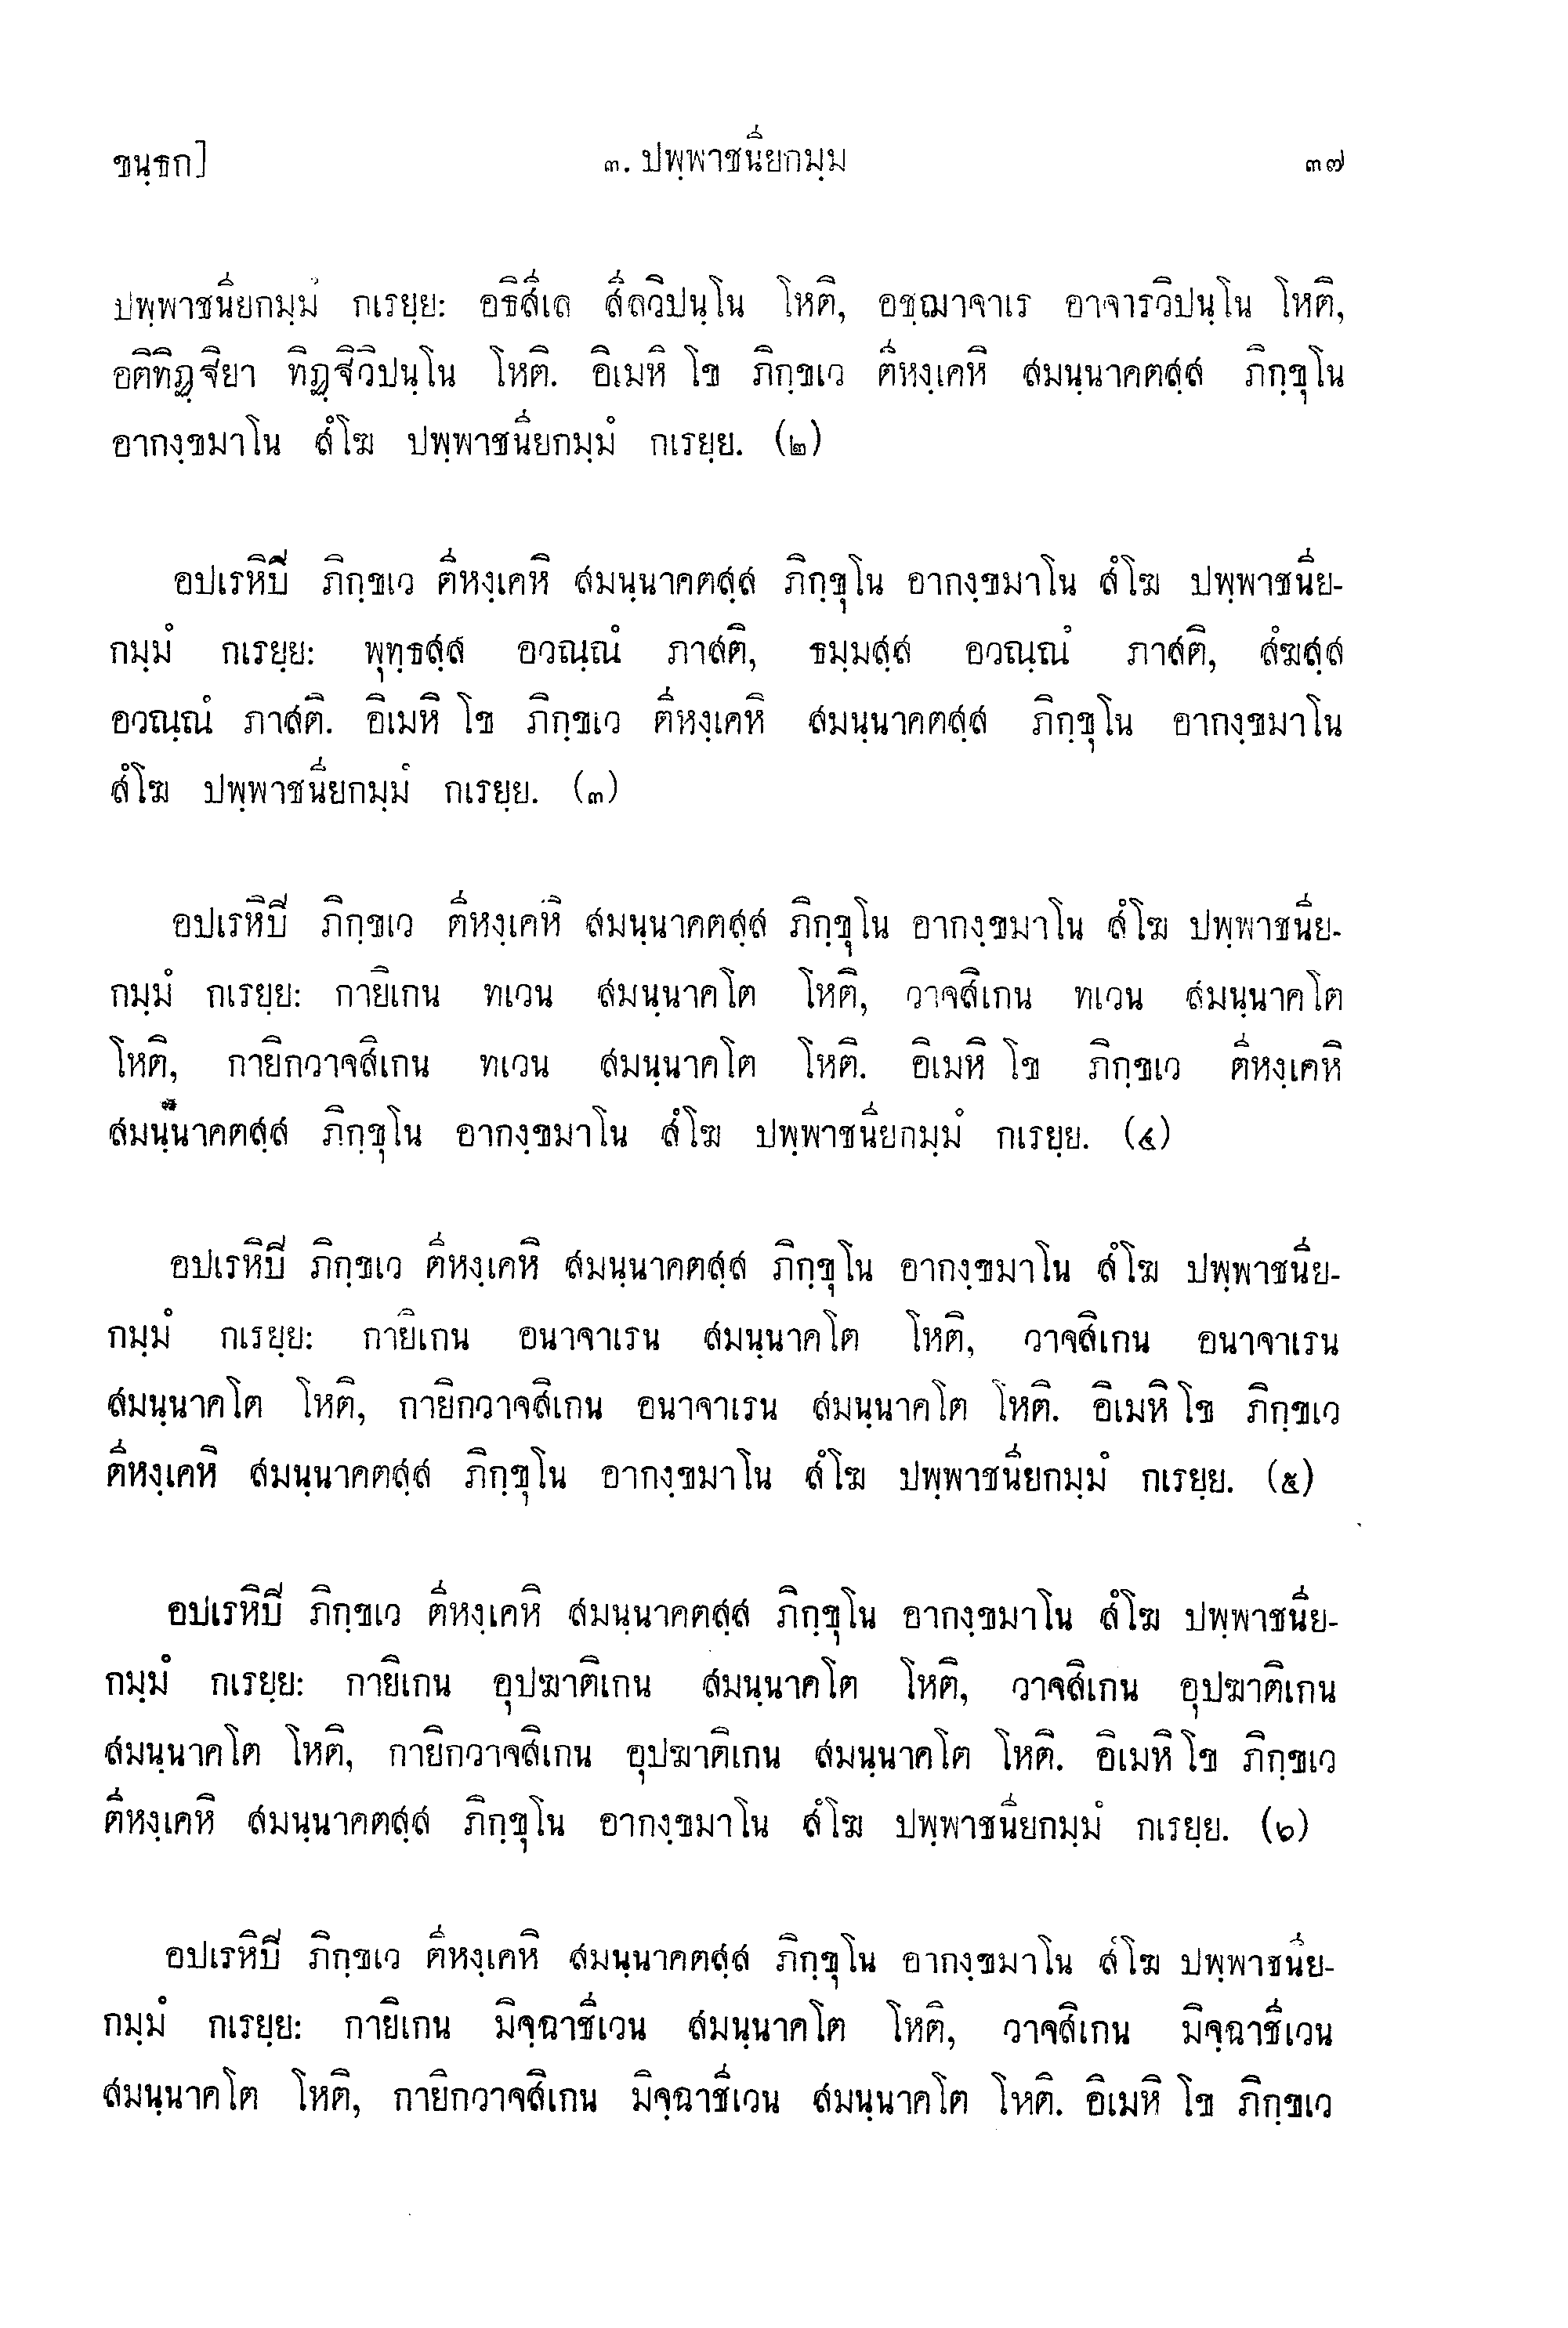 ขนฺธก] ๓. ปพฺพาชนียกมฺม ๓๗
ปพฺพาชนียกมฺมํ กเรยฺย: อธิสีเล สีลวิปนฺโน โหติ, อชฺฌาจาเร อาจารวิปนฺโน โหติ,
อติทิฏฺฐิยา ทิฏฺฐิวิปนฺโน โหติ. อิเมหิ โข ภิกฺขเว ตีหงฺเคหิ สมนฺนาคตสฺส ภิกฺขุโน
อากงฺขมาโน สํโฆ ปพฺพาชนียกมฺมํ กเรยฺย. (๒)
อปเรหิปิ ภิกฺขเว ตีหงฺเคหิ สมนฺนาคตสฺส ภิกฺขุโน อากงฺขมาโน สํโฆ ปพฺพาชนีย-
กมฺมํ กเรยฺย: พุทฺธสฺส อวณฺณํ ภาสติ, ธมฺมสฺส อวณฺณํ ภาสติ, สํฆสฺส
อวณฺณํ ภาสติ. อิเมหิ โข ภิกฺขเว ตีหงฺเคหิ สมนฺนาคตสฺส ภิกฺขุโน อากงฺขมาโน
สํโฆ ปพฺพาชนียกมฺมํ กเรยฺย. (๓)
อปเรหิปิ ภิกฺขเว ตีหงฺเคหิ สมนฺนาคตสฺส ภิกฺขุโน อากงฺขมาโน สํโฆ ปพฺพาชนีย-
กมฺมํ กเรยฺย: กายิเกน ทเวน สมนฺนาคโต โหติ, วาจสิเกน ทเวน สมนฺนาคโต
โหติ, กายิกวาจสิเกน ทเวน สมนฺนาคโต โหติ. อิเมหิ โข ภิกฺขเว ตีหงฺเคหิ
สมนฺนาคตสฺส ภิกฺขุโน อากงฺขมาโน สํโฆ ปพฺพาชนียกมฺมํ กเรยฺย. (๔)
อปเรหิปิ ภิกฺขเว ตีหงฺเคหิ สมนฺนาคตสฺส ภิกฺขุโน อากงฺขมาโน สํโฆ ปพฺพาชนีย-
กมฺมํ กเรยฺย: กายิเกน อนาจาเรน สมนฺนาคโต โหติ, วาจสิเกน อนาจาเรน
สมนฺนาคโต โหติ, กายิกวาจสิเกน อนาจาเรน สมนฺนาคโต โหติ. อิเมหิ โข ภิกฺขเว
ตีหงฺเคหิ สมนฺนาคตสฺส ภิกฺขุโน อากงฺขมาโน สํโฆ ปพฺพาชนียกมฺมํ กเรยฺย. (๕)
อปเรหิปิ ภิกฺขเว ตีหงฺเคหิ สมนฺนาคตสฺส ภิกฺขุโน อากงฺขมาโน สํโฆ ปพฺพาชนีย-
กมฺมํ กเรยฺย: กายิเกน อุปฆาติเกน สมนฺนาคโต โหติ, วาจสิเกน อุปฆาติเกน
สมนฺนาคโต โหติ, กายิกวาจสิเกน อุปฆาติเกน สมนฺนาคโต โหติ. อิเมหิ โข ภิกฺขเว
ตีหงฺเคหิ สมนฺนาคตสฺส ภิกฺขุโน อากงฺขมาโน สํโฆ ปพฺพาชนียกมฺมํ กเรยฺย. (๖)
อปเรหิปิ ภิกฺขเว ตีหงฺเคหิ สมนฺนาคตสฺส ภิกฺขุโน อากงฺขมาโน สํโฆ ปพฺพาชนีย-
กมฺมํ กเรยฺย: กายิเกน มิจฺฉาชีเวน สมนฺนาคโต โหติ, วาจสิเกน มิจฺฉาชีเวน
สมนฺนาคโต โหติ, กายิกวาจสิเกน มิจฺฉาชีเวน สมนฺนาคโต โหติ. อิเมหิ โข ภิกฺขเว